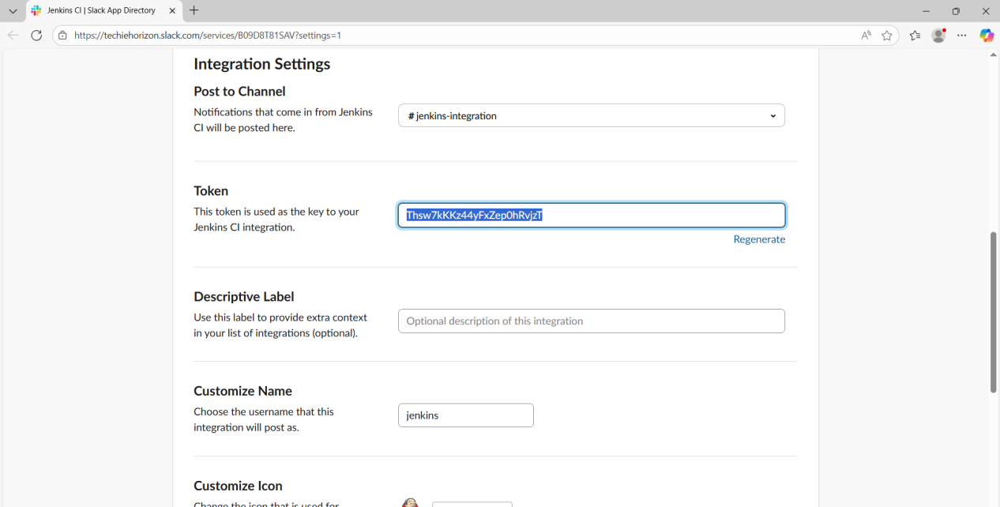 Jenkins CI | Slack App Directory
https://techiehorizon.slack.com/services/B09D8T81SAV?settings=1
Integration Settings
Post to Channel
Notifications that come in from Jenkins
CI will be posted here.
# jenkins-integration
Token
This token is used as the key to your
Jenkins CI integration.
Thsw7kKKz44yFxZep0hRvjzT
Regenerate
Descriptive Label
Use this label to provide extra context
in your list of integrations (optional).
Optional description of this integration
Customize Name
Choose the username that this
integration will post as.
jenkins
Customize Icon
Change the icon that is used for